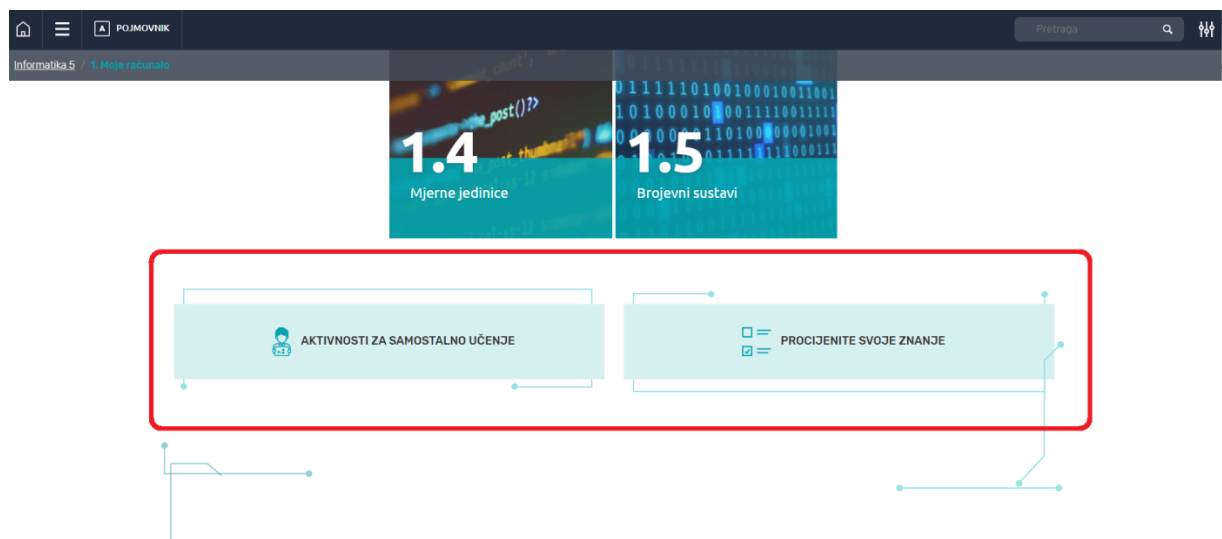 A POJMOVNIK
Pretraga
Informatika 5 / 1. Moje računalo
the_post()?>
1.4
Mjerne jedinice
1.5
Brojevni sustavi
AKTIVNOSTI ZA SAMOSTALNO UČENJE
PROCIJENITE SVOJE ZNANJE